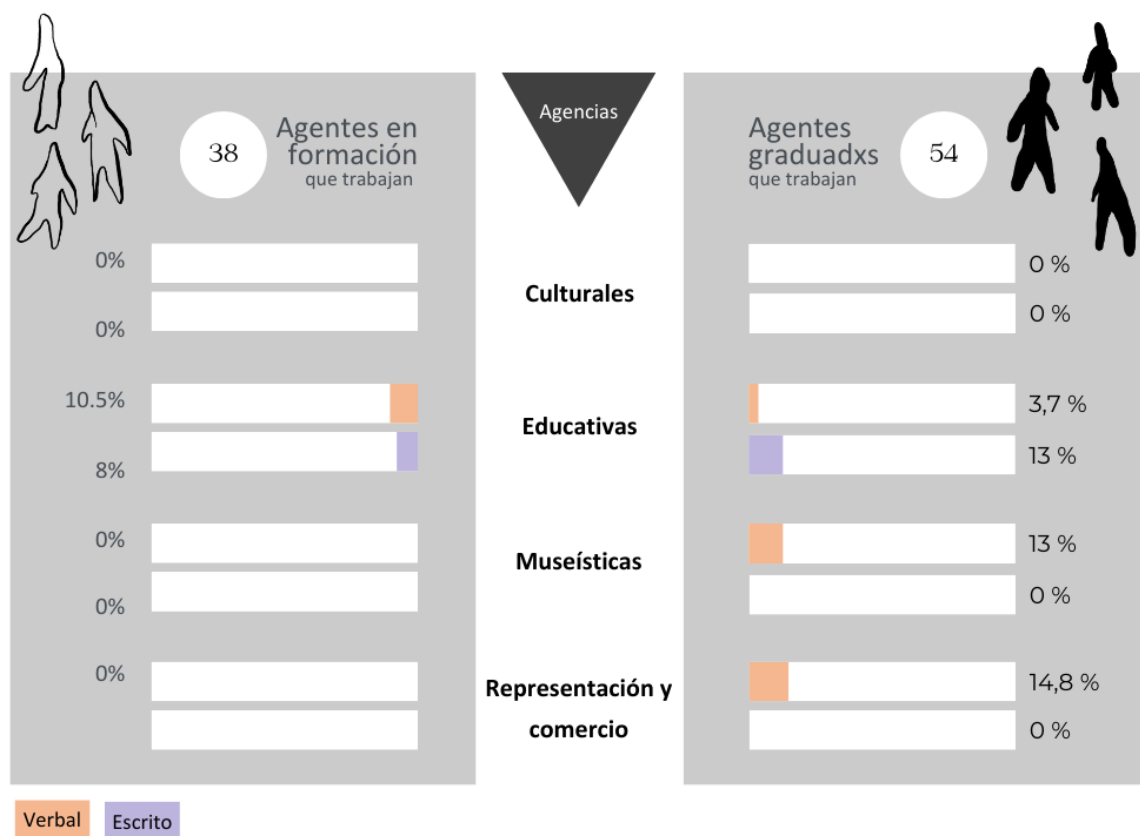 38
Agentes en
formación
que trabajan
Agencias
Agentes
graduadxs
que trabajan
54
0%
0%
Culturales
0 %
0 %
10.5%
8%
Educativas
3,7 %
13 %
0%
0%
Museísticas
13 %
0 %
0%
Representación y
comercio
14,8 %
0 %
Verbal
Escrito